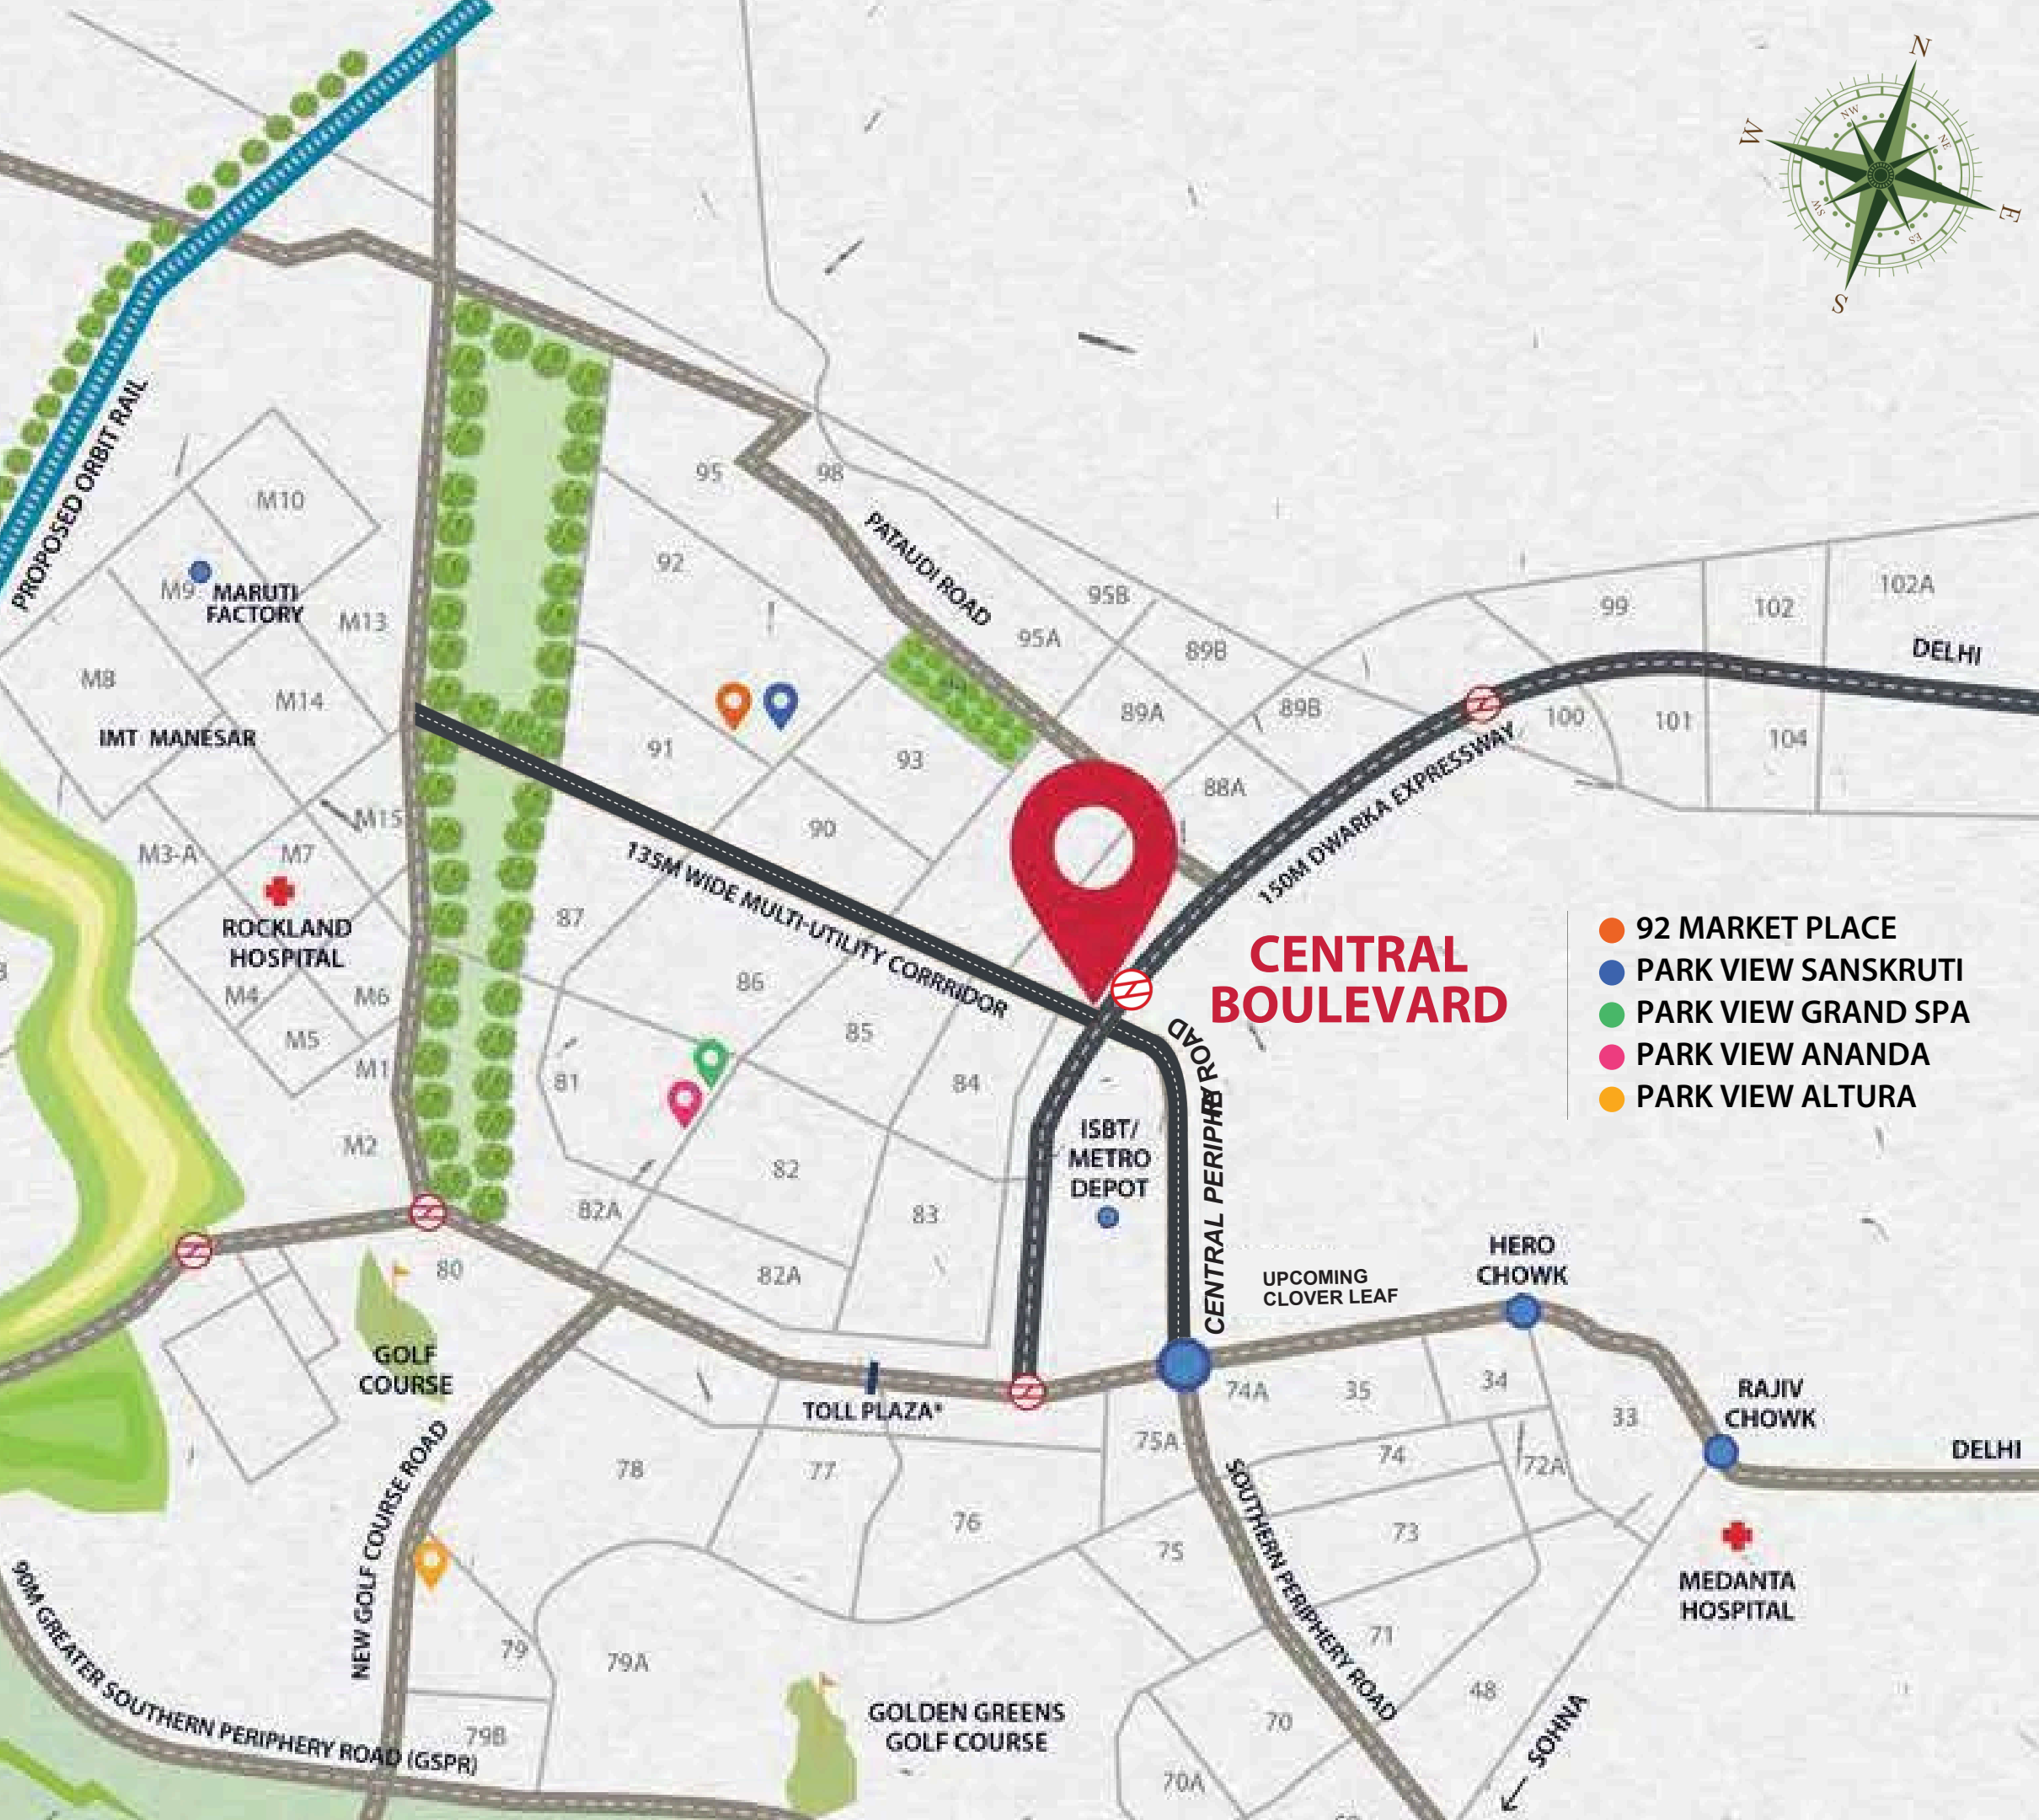 N
NW
W
NE
E
SW
ES
S
PROPOSED ORBIT RAIL
M10
M9
MARUTI
FACTORY
M13
M8
M14
IMT MANESAR
M15
M3-A
M7
ROCKLAND
HOSPITAL
M4
M6
M5
M1
M2
95
98
92
PATAUDI ROAD
95B
95A
89B
89A
89B
88A
91
93
90
99
102
102A
DELHI
100
101
104
150M DWARKA EXPRESSWAY
135M WIDE MULTI-UTILITY CORRRIDOR
87
86
85
84
81
82
82A
83
82A
CENTRAL
BOULEVARD
92 MARKET PLACE
PARK VIEW SANSKRUTI
PARK VIEW GRAND SPA
PARK VIEW ANANDA
PARK VIEW ALTURA
ISBT/
METRO
DEPOT
CENTRAL PERIPHERY ROAD
UPCOMING
CLOVER LEAF
HERO
CHOWK
RAJIV
CHOWK
DELHI
80
GOLF
COURSE
TOLL PLAZA*
74A
35
34
33
75A
74
72A
78
77
76
75
73
71
48
70
70A
NEW GOLF COURSE ROAD
SOUTHERN PERIPHERY ROAD
MEDANTA
HOSPITAL
79
79A
79B
GOLDEN GREENS
GOLF COURSE
90M GREATER SOUTHERN PERIPHERY ROAD (GSPR)
SOHNA